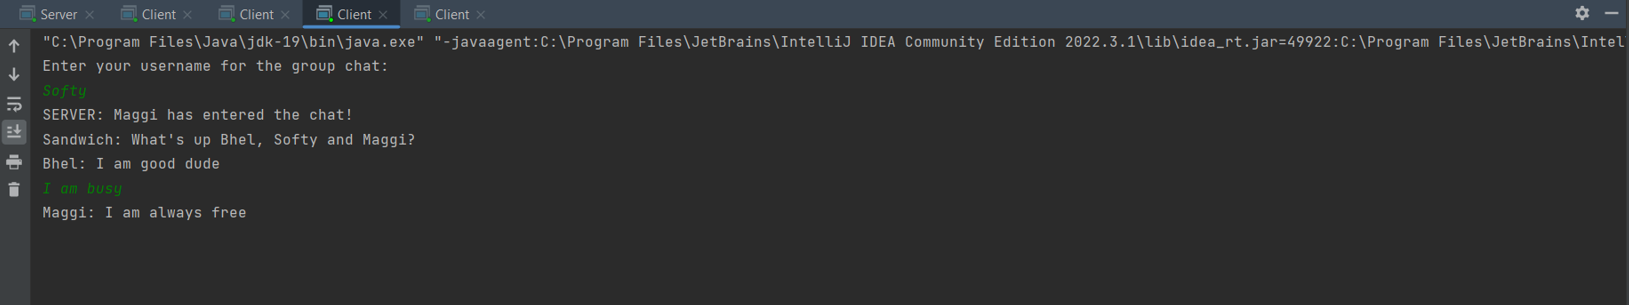 Server Client Client Client Client
"C:\Program Files\Java\jdk-19\bin\java.exe" "-javaagent:C:\Program Files\JetBrains\IntelliJ IDEA Community Edition 2022.3.1\lib\idea_rt.jar=49922:C:\Program Files\JetBrains\Intel
Enter your username for the group chat:
Softy
SERVER: Maggi has entered the chat!
Sandwich: What's up Bhel, Softy and Maggi?
Bhel: I am good dude
I am busy
Maggi: I am always free